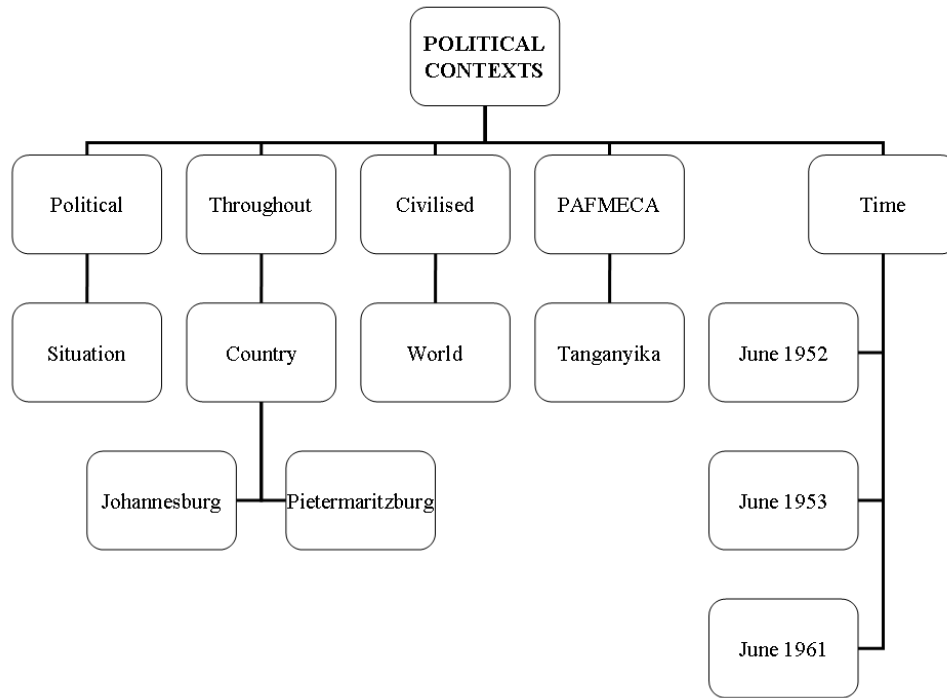 POLITICAL
CONTEXTS
Political
Throughout
Civilised
PAFMECA
Time
Situation
Country
World
Tanganyika
June 1952
Johannesburg
Pietermaritzburg
June 1953
June 1961